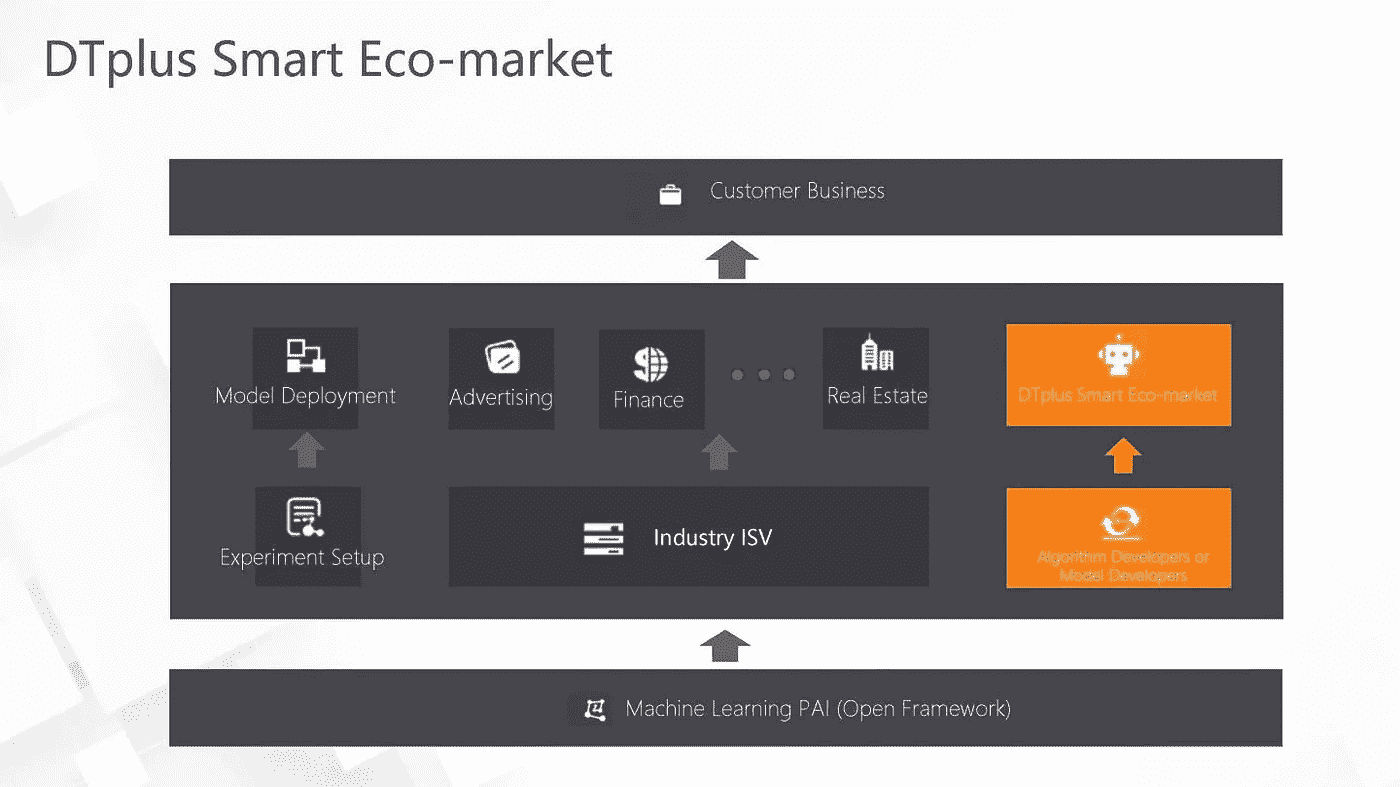 DTplus Smart Eco-market
Customer Business
Model Deployment
Advertising
Finance
Real Estate
DTplus Smart Eco-market
Experiment Setup
Industry ISV
Algorithm Developers or
Model Developers
Machine Learning PAI (Open Framework)